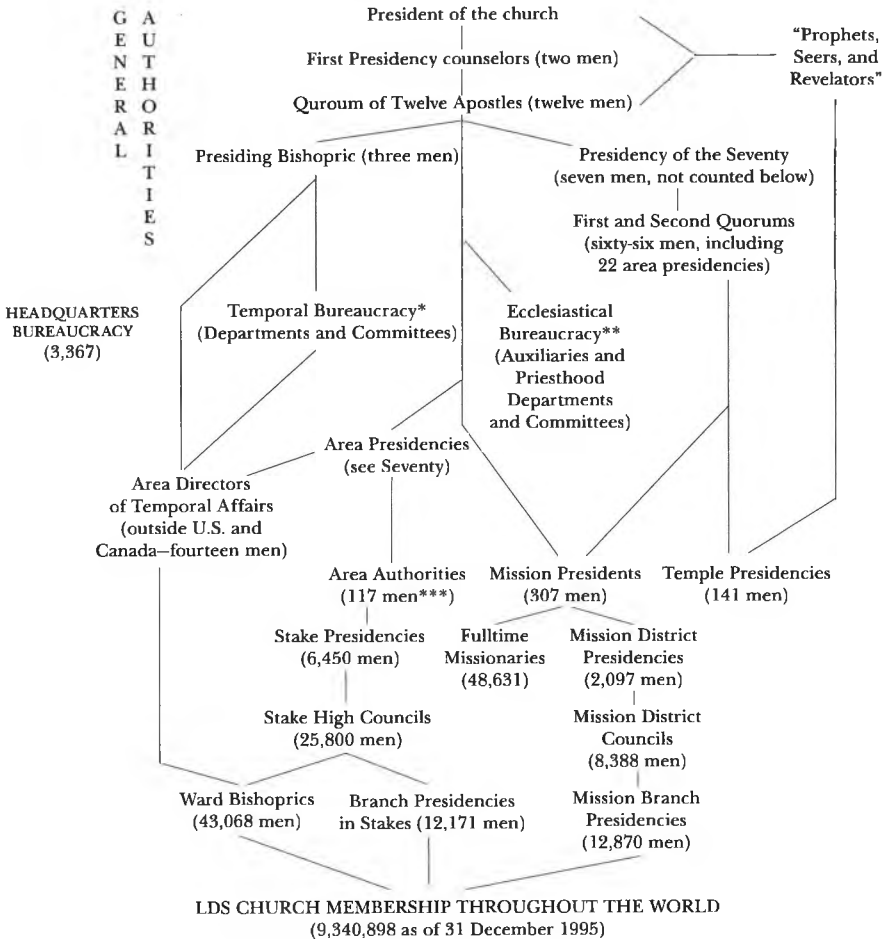 GENERAL
AUTHORITIES
President of the church
First Presidency counselors (two men)
Quroum of Twelve Apostles (twelve men)
"Prophets,
Seers, and
Revelators"
Presiding Bishopric (three men)
Presidency of the Seventy
(seven men, not counted below)
First and Second Quorums
(sixty-six men, including
22 area presidencies)
HEADQUARTERS
BUREAUCRACY
(3,367)
Temporal Bureaucracy*
(Departments and Committees)
Ecclesiastical
Bureaucracy**
(Auxiliaries and
Priesthood
Departments
and Committees)
Area Presidencies
(see Seventy)
Area Directors
of Temporal Affairs
(outside U.S. and
Canada–fourteen men)
Area Authorities
(117 men***)
Mission Presidents
(307 men)
Temple Presidencies
(141 men)
Stake Presidencies
(6,450 men)
Fulltime
Missionaries
(48,631)
Mission District
Presidencies
(2,097 men)
Stake High Councils
(25,800 men)
Mission District
Councils
(8,388 men)
Ward Bishoprics
(43,068 men)
Branch Presidencies
in Stakes (12,171 men)
Mission Branch
Presidencies
(12,870 men)
LDS CHURCH MEMBERSHIP THROUGHOUT THE WORLD
(9,340,898 as of 31 December 1995)